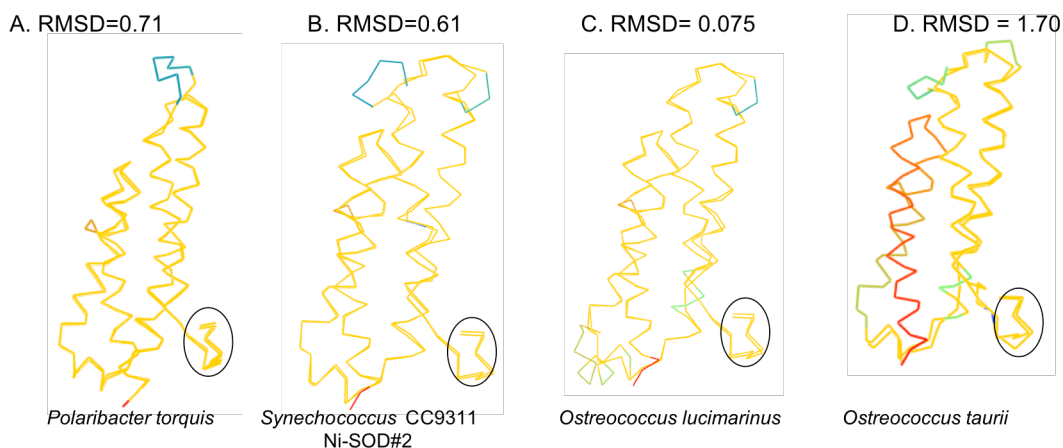 A. RMSD=0.71
B. RMSD=0.61
C. RMSD= 0.075
D. RMSD = 1.70
Polaribacter torquis
Synechococcus CC9311
Ni-SOD#2
Ostreococcus lucimarinus
Ostreococcus taurii